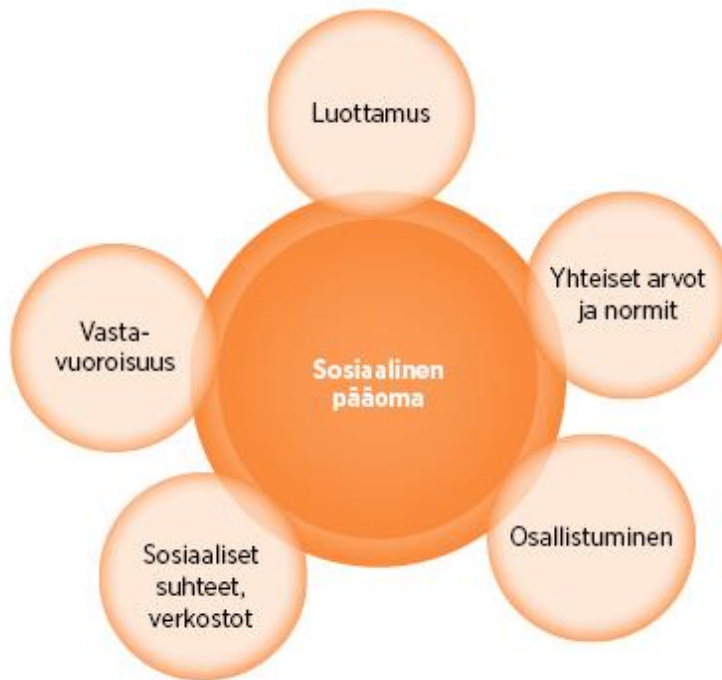 Luottamus
Yhteiset arvot
ja normit
Vasta-
vuoroisuus
Sosiaalinen
pääoma
Osallistuminen
Sosiaaliset
suhteet,
verkostot